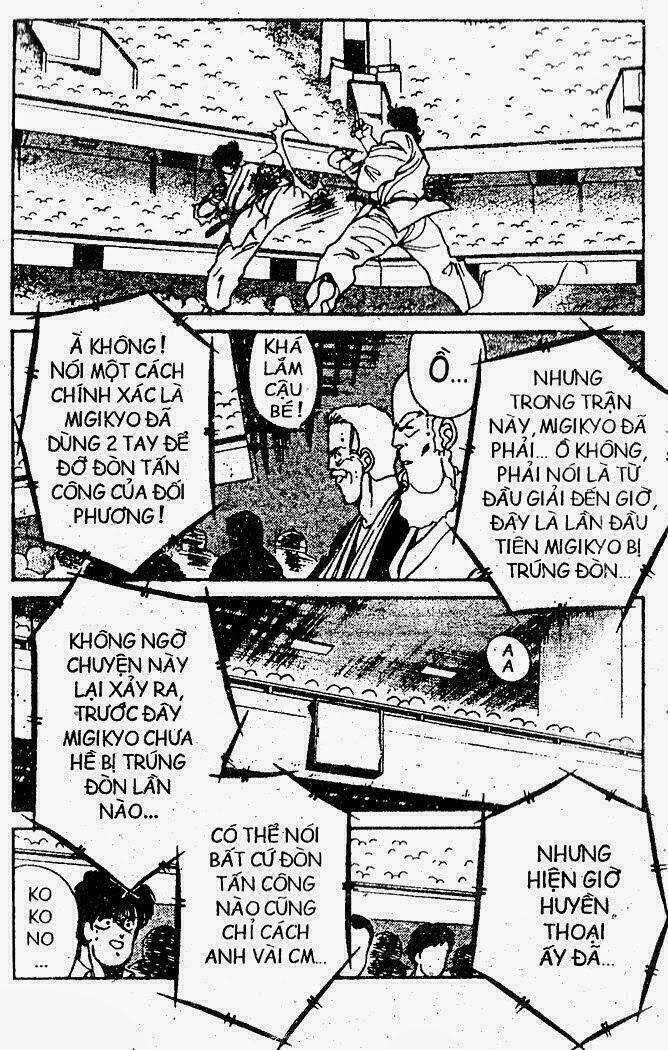 À KHÔNG!
NÓI MỘT CÁCH
CHÍNH XÁC LÀ
MIGIKYO ĐÃ
DÙNG 2 TAY ĐỂ
ĐỠ ĐÒN TẤN
CÔNG CỦA ĐỐI
PHƯƠNG!
KHÁ
LẮM
CẬU
BÉ!
Ồ...
NHƯNG
TRONG TRẬN
NÀY, MIGIKYO ĐÃ
PHẢI... Ồ KHÔNG,
PHẢI NÓI LÀ TỪ
ĐẦU GIẢI ĐẾN GIỜ,
ĐÂY LÀ LẦN ĐẦU
TIÊN MIGIKYO BỊ
TRÚNG ĐÒN...
KHÔNG NGỜ
CHUYỆN NÀY
LẠI XẢY RA,
TRƯỚC ĐÂY
MIGIKYO CHƯA
HỀ BỊ TRÚNG
ĐÒN LẦN
NÀO...
A
A
KO
KO
NO
...
CÓ THỂ NÓI
BẤT CỨ ĐÒN
TẤN CÔNG
NÀO CŨNG
CHỈ CÁCH
ANH VÀI CM...
NHƯNG
HIỆN GIỜ
HUYỀN
THOẠI
ẤY ĐÃ...